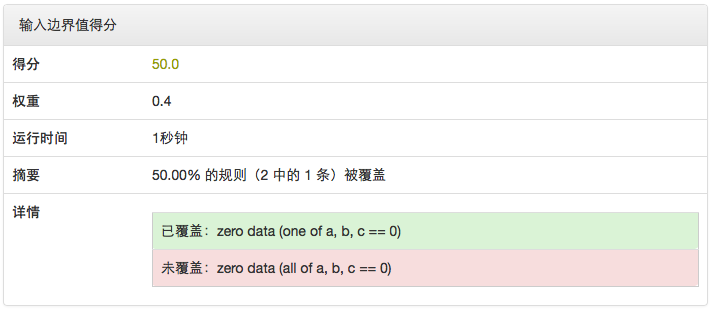 输入边界值得分
得分 50.0
权重 0.4
运行时间 1秒钟
摘要 50.00% 的规则（2 中的 1 条）被覆盖
详情
已覆盖：zero data (one of a, b, c == 0)
未覆盖：zero data (all of a, b, c == 0)